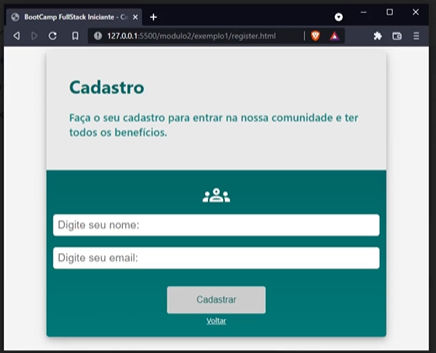 BootCamp FullStack Iniciante - Ca
127.0.0.1:5500/modulo2/exemplo1/register.html
Cadastro
Faça o seu cadastro para entrar na nossa comunidade e ter
todos os benefícios.
Digite seu nome:
Digite seu email:
Cadastrar
Voltar